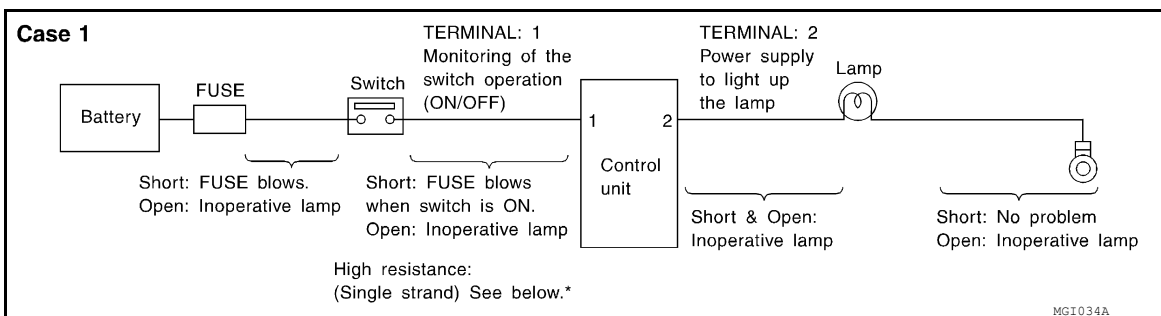 Case 1
TERMINAL: 1
Monitoring of the
switch operation
(ON/OFF)
TERMINAL: 2
Power supply
to light up
the lamp
Lamp
FUSE
Switch
Battery
1
2
Control
unit
Short: FUSE blows.
Open: Inoperative lamp
Short: FUSE blows
when switch is ON.
Open: Inoperative lamp
Short & Open:
Inoperative lamp
Short: No problem
Open: Inoperative lamp
High resistance:
(Single strand) See below.*
MGI034A